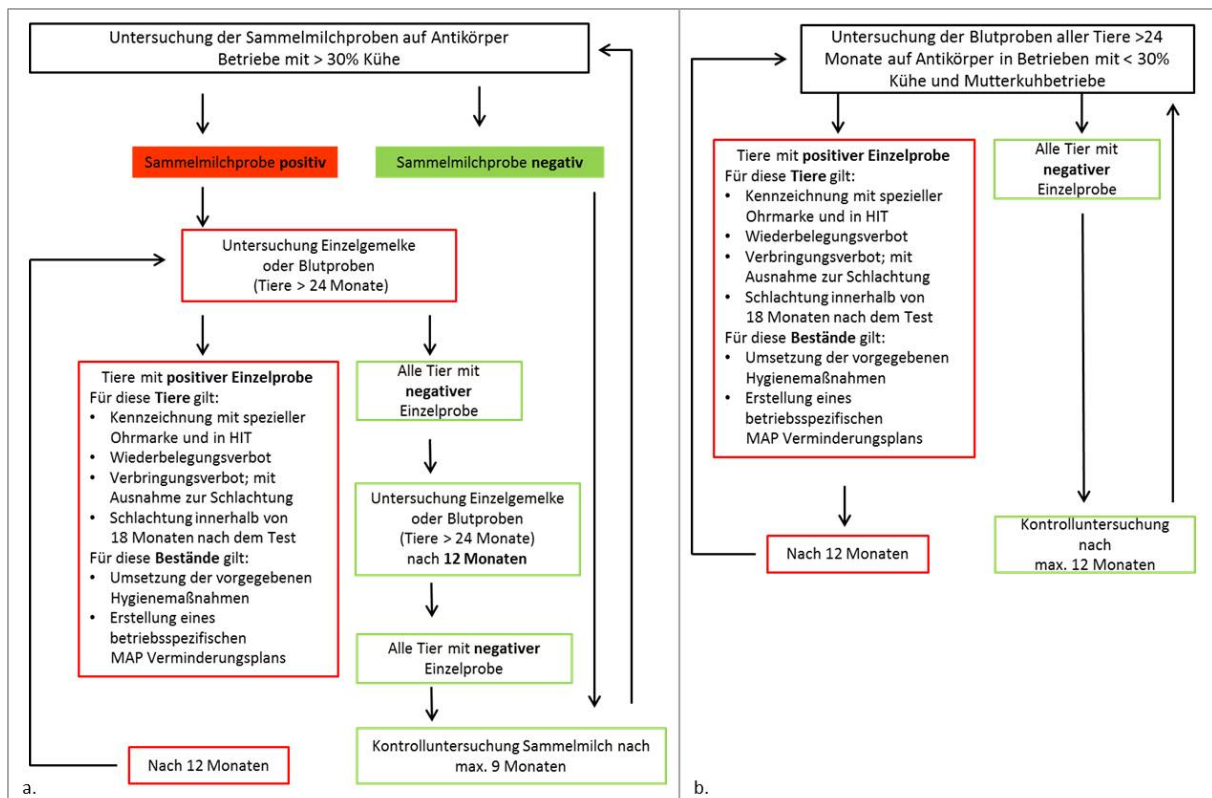 Untersuchung der Sammelmilchproben auf Antikörper
Betriebe mit > 30% Kühe
Sammelmilchprobe positiv
Sammelmilchprobe negativ
Untersuchung Einzelgemelke
oder Blutproben
(Tiere > 24 Monate)
Tiere mit positiver Einzelprobe
Für diese Tiere gilt:
• Kennzeichnung mit spezieller
Ohrmarke und in HIT
• Wiederbelegungsverbot
• Verbringungsverbot; mit
Ausnahme zur Schlachtung
• Schlachtung innerhalb von
18 Monaten nach dem Test
Für diese Bestände gilt:
• Umsetzung der vorgegebenen
Hygienemaßnahmen
• Erstellung eines
betriebsspezifischen
MAP Verminderungsplans
Nach 12 Monaten
Alle Tier mit
negativer
Einzelprobe
Untersuchung Einzelgemelke
oder Blutproben
(Tiere > 24 Monate)
nach 12 Monaten
Alle Tier mit negativer
Einzelprobe
Kontrolluntersuchung Sammelmilch nach
max. 9 Monaten
a.
Untersuchung der Blutproben aller Tiere >24
Monate auf Antikörper in Betrieben mit < 30%
Kühe und Mutterkuhbetriebe
Tiere mit positiver Einzelprobe
Für diese Tiere gilt:
• Kennzeichnung mit spezieller
Ohrmarke und in HIT
• Wiederbelegungsverbot
• Verbringungsverbot; mit
Ausnahme zur Schlachtung
• Schlachtung innerhalb von
18 Monaten nach dem Test
Für diese Bestände gilt:
• Umsetzung der vorgegebenen
Hygienemaßnahmen
• Erstellung eines
betriebsspezifischen
MAP Verminderungsplans
Nach 12 Monaten
Alle Tier mit
negativer
Einzelprobe
Kontrolluntersuchung
nach
max. 12 Monaten
b.